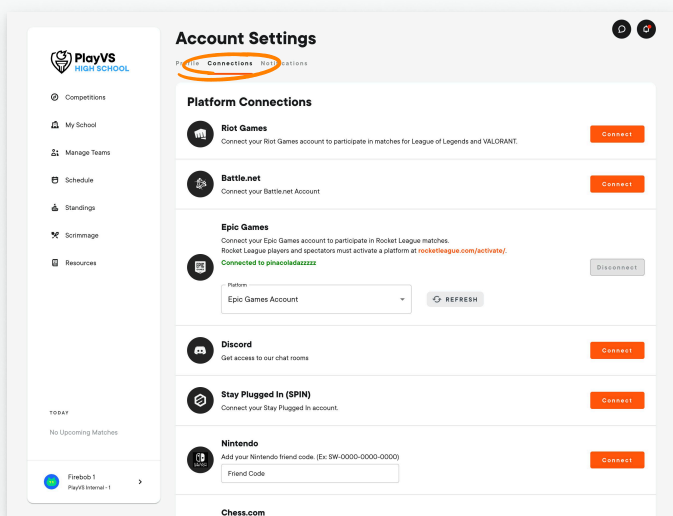 PlayVS
HIGH SCHOOL
Competitions
My School
Manage Teams
Schedule
Standings
Scrimmage
Resources
TODAY
No Upcoming Matches
Firebob 1
PlayVS Internal - 1
Account Settings
Profile Connections Notifications
Platform Connections
Riot Games
Connect your Riot Games account to participate in matches for League of Legends and VALORANT.
Connect
Battle.net
Connect your Battle.net Account
Connect
Epic Games
Connect your Epic Games account to participate in Rocket League matches.
Rocket League players and spectators must activate a platform at rocketleague.com/activate/.
Connected to pinacoladazzzzz
Disconnect
Platform
Epic Games Account
REFRESH
Discord
Get access to our chat rooms
Connect
Stay Plugged In (SPIN)
Connect your Stay Plugged In account.
Connect
Nintendo
Add your Nintendo friend code. (Ex: SW-0000-0000-0000)
Friend Code
Connect
Chess.com